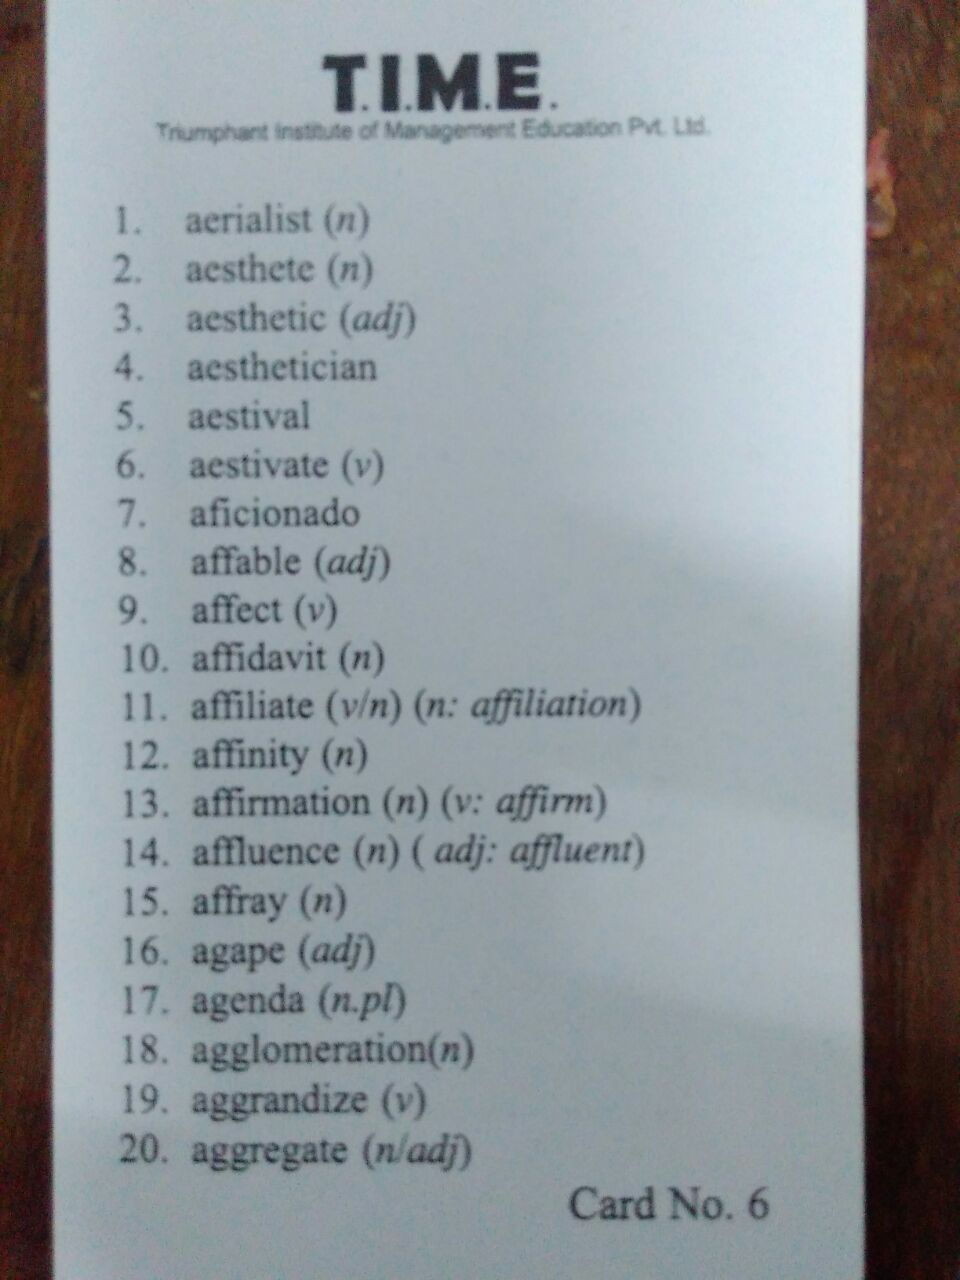 T.I.M.E.
Triumphant Institute of Management Education Pvt. Ltd.
1. aerialist (n)
2. aesthete (n)
3. aesthetic (adj)
4. aesthetician
5. aestival
6. aestivate (v)
7. aficionado
8. affable (adj)
9. affect (v)
10. affidavit (n)
11. affiliate (v/n) (n: affiliation)
12. affinity (n)
13. affirmation (n) (v: affirm)
14. affluence (n) ( adj: affluent)
15. affray (n)
16. agape (adj)
17. agenda (n.pl)
18. agglomeration(n)
19. aggrandize (v)
20. aggregate (n/adj)
Card No. 6